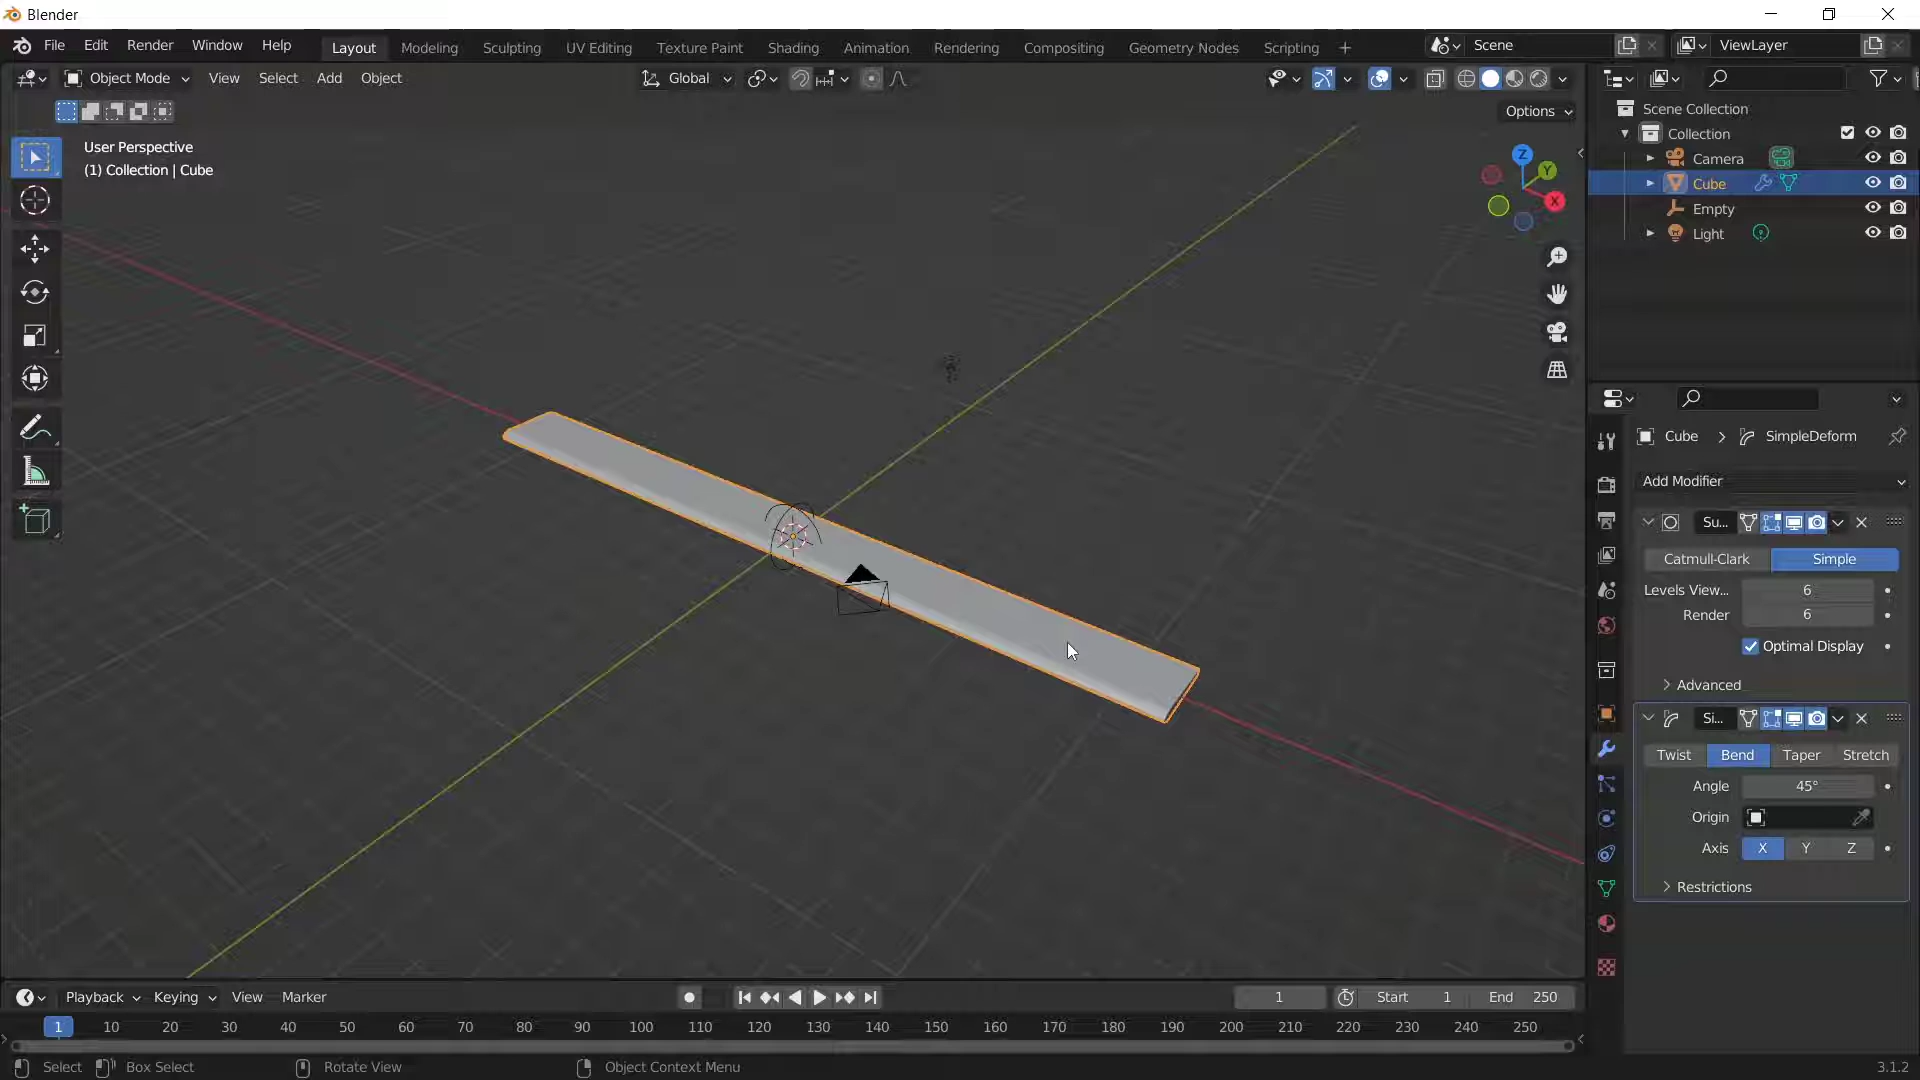 Blender
File Edit Render Window Help
Layout Modeling Sculpting UV Editing Texture Paint Shading Animation Rendering Compositing Geometry Nodes Scripting +
Scene
ViewLayer
Object Mode View Select Add Object
Global
Options
User Perspective
(1) Collection | Cube
Z
Y
X
Scene Collection
Collection
Camera
Cube
Empty
Light
Cube > SimpleDeform
Add Modifier
Su...
Catmull-Clark Simple
Levels View... 6
Render 6
Optimal Display
Advanced
Si...
Twist Bend Taper Stretch
Angle 45°
Origin
Axis X Y Z
Restrictions
Playback Keying View Marker
1
Start 1
End 250
1 10 20 30 40 50 60 70 80 90 100 110 120 130 140 150 160 170 180 190 200 210 220 230 240 250
Select Box Select Rotate View Object Context Menu
3.1.2